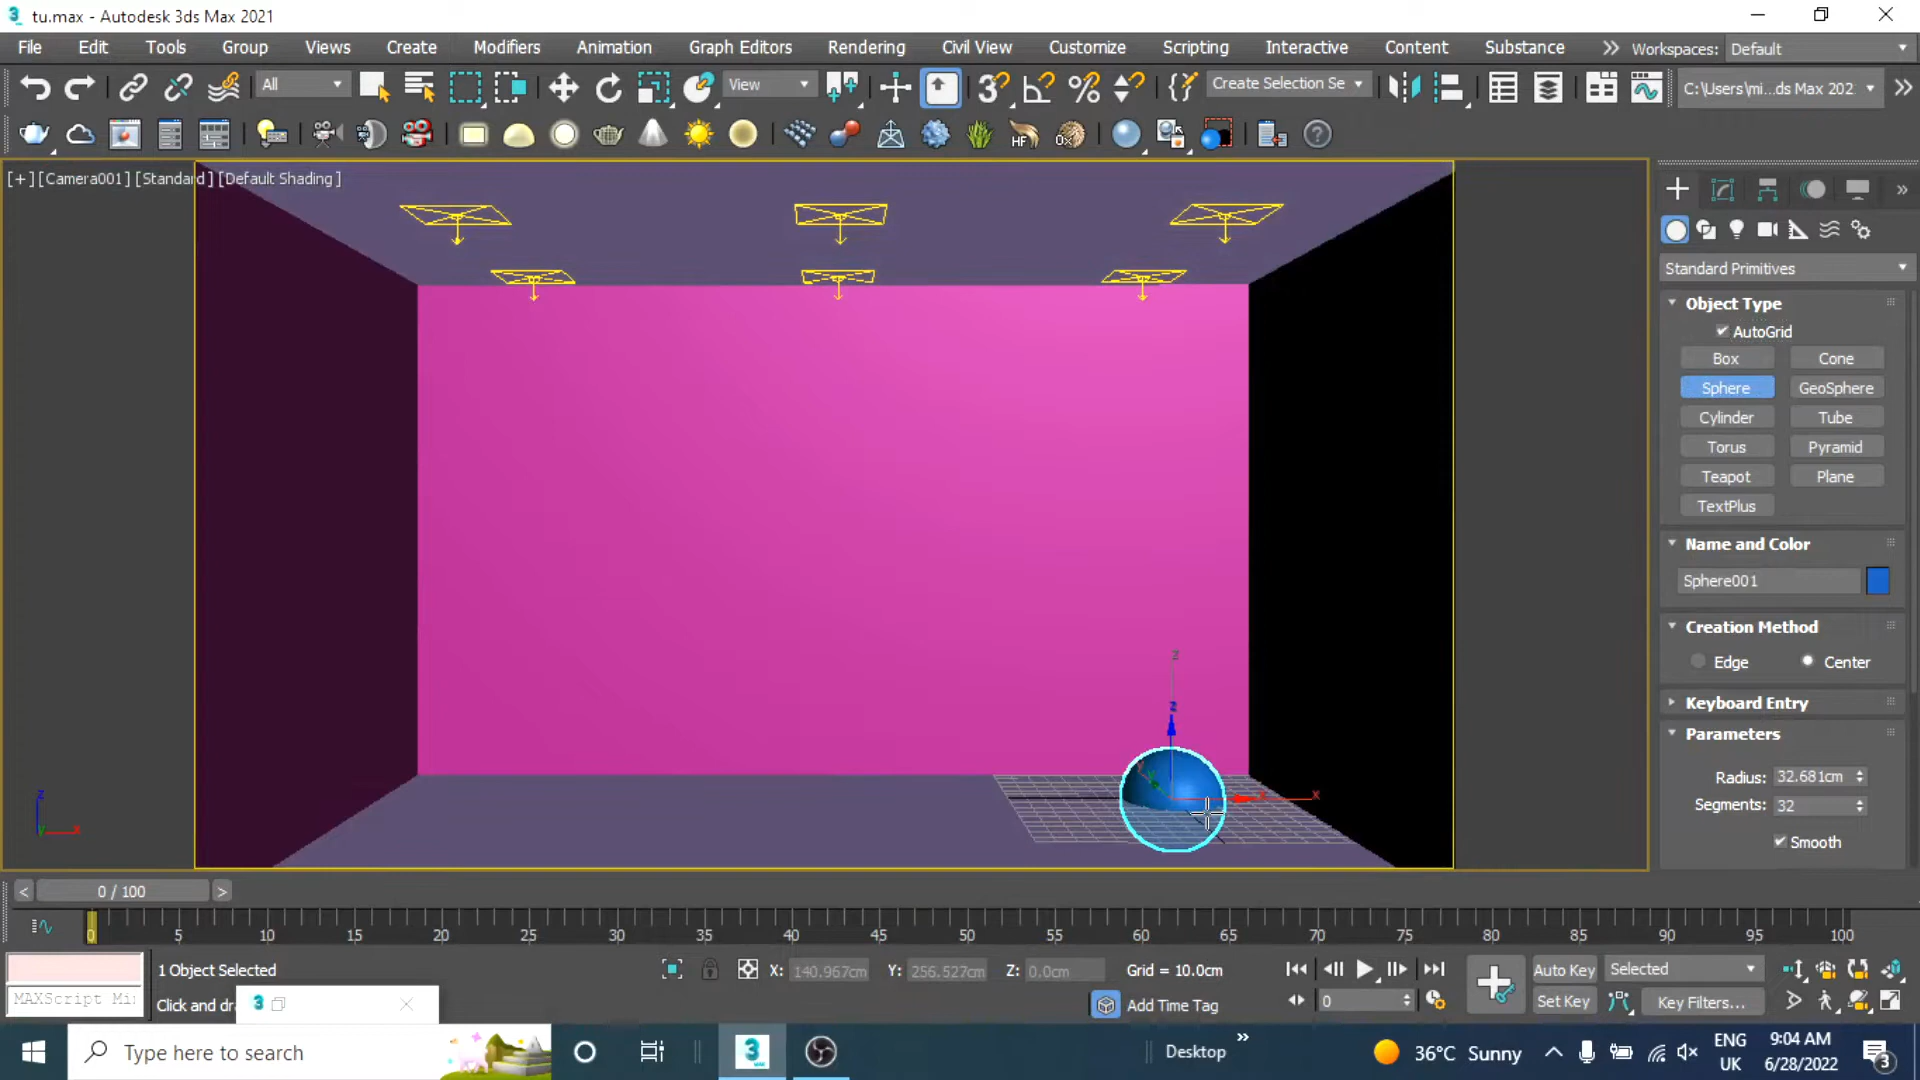 tu.max - Autodesk 3ds Max 2021
File Edit Tools Group Views Create Modifiers Animation Graph Editors Rendering Civil View Customize Scripting Interactive Content Substance Workspaces: Default
All View Create Selection Se C:\Users\mi...ds Max 202
[+] [Camera001] [Standard] [Default Shading]
Standard Primitives
Object Type
AutoGrid
Box Cone
Sphere GeoSphere
Cylinder Tube
Torus Pyramid
Teapot Plane
TextPlus
Name and Color
Sphere001
Creation Method
Edge Center
Keyboard Entry
Parameters
Radius: 32.681cm
Segments: 32
Smooth
z
z
y
x x
z
x
< 0 / 100 >
0 5 10 15 20 25 30 35 40 45 50 55 60 65 70 75 80 85 90 95 100
1 Object Selected X: 140.967cm Y: 256.527cm Z: 0.0cm Grid = 10.0cm Auto Key Selected
MAXScript Mi Click and dra 3 Add Time Tag 0 Set Key Key Filters...
Type here to search 3 Desktop 36°C Sunny ENG 9:04 AM
UK 6/28/2022 3